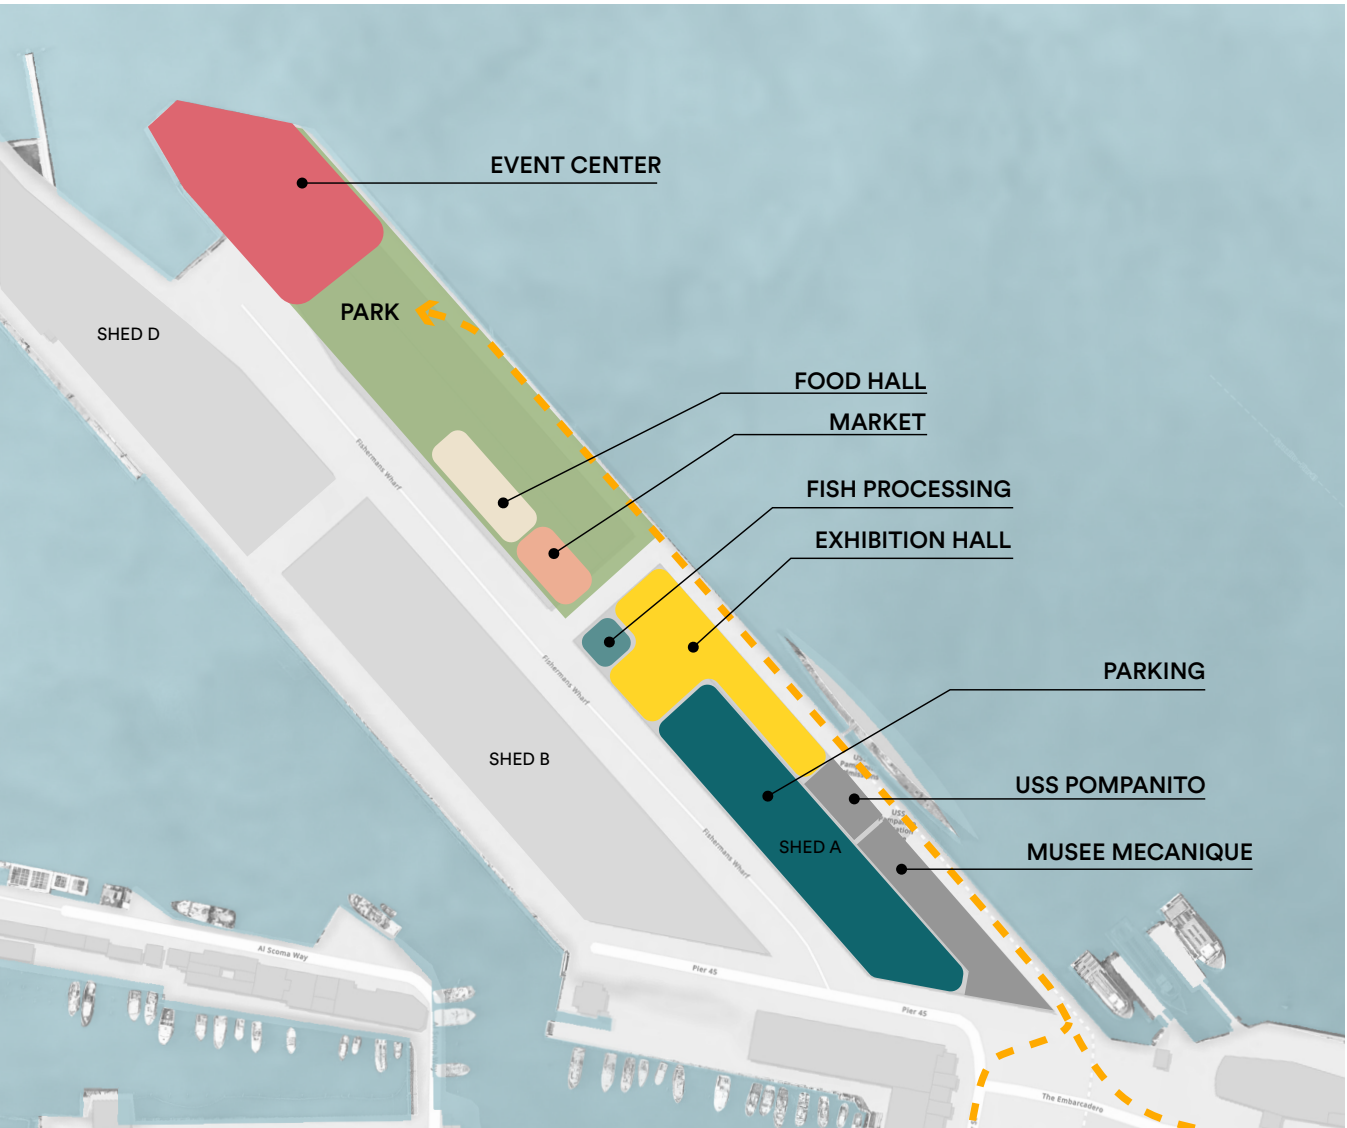 EVENT CENTER
PARK
SHED D
FOOD HALL
MARKET
Fishermans Wharf
FISH PROCESSING
EXHIBITION HALL
Fishermans Wharf
PARKING
SHED B
USS POMPANITO
USS
SHED A
Fishermans Wharf
MUSEE MECANIQUE
Al Scoma Way
Pier 45
Pier 45
The Embarcadero